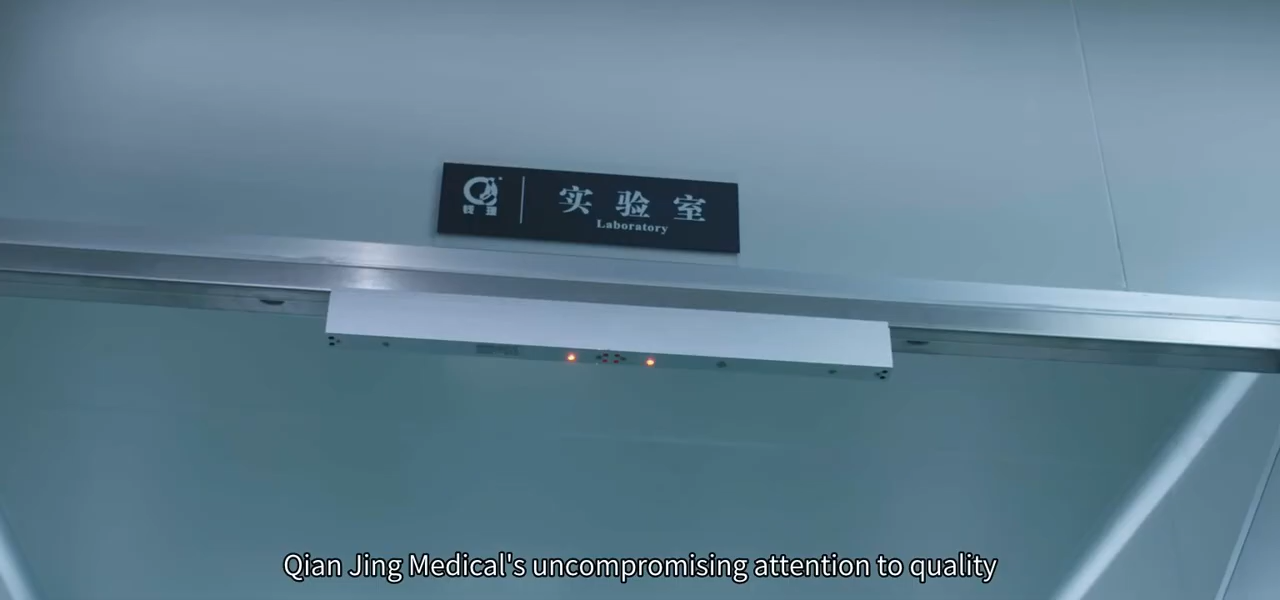 实验室
Laboratory
Qian Jing Medical's uncompromising attention to quality